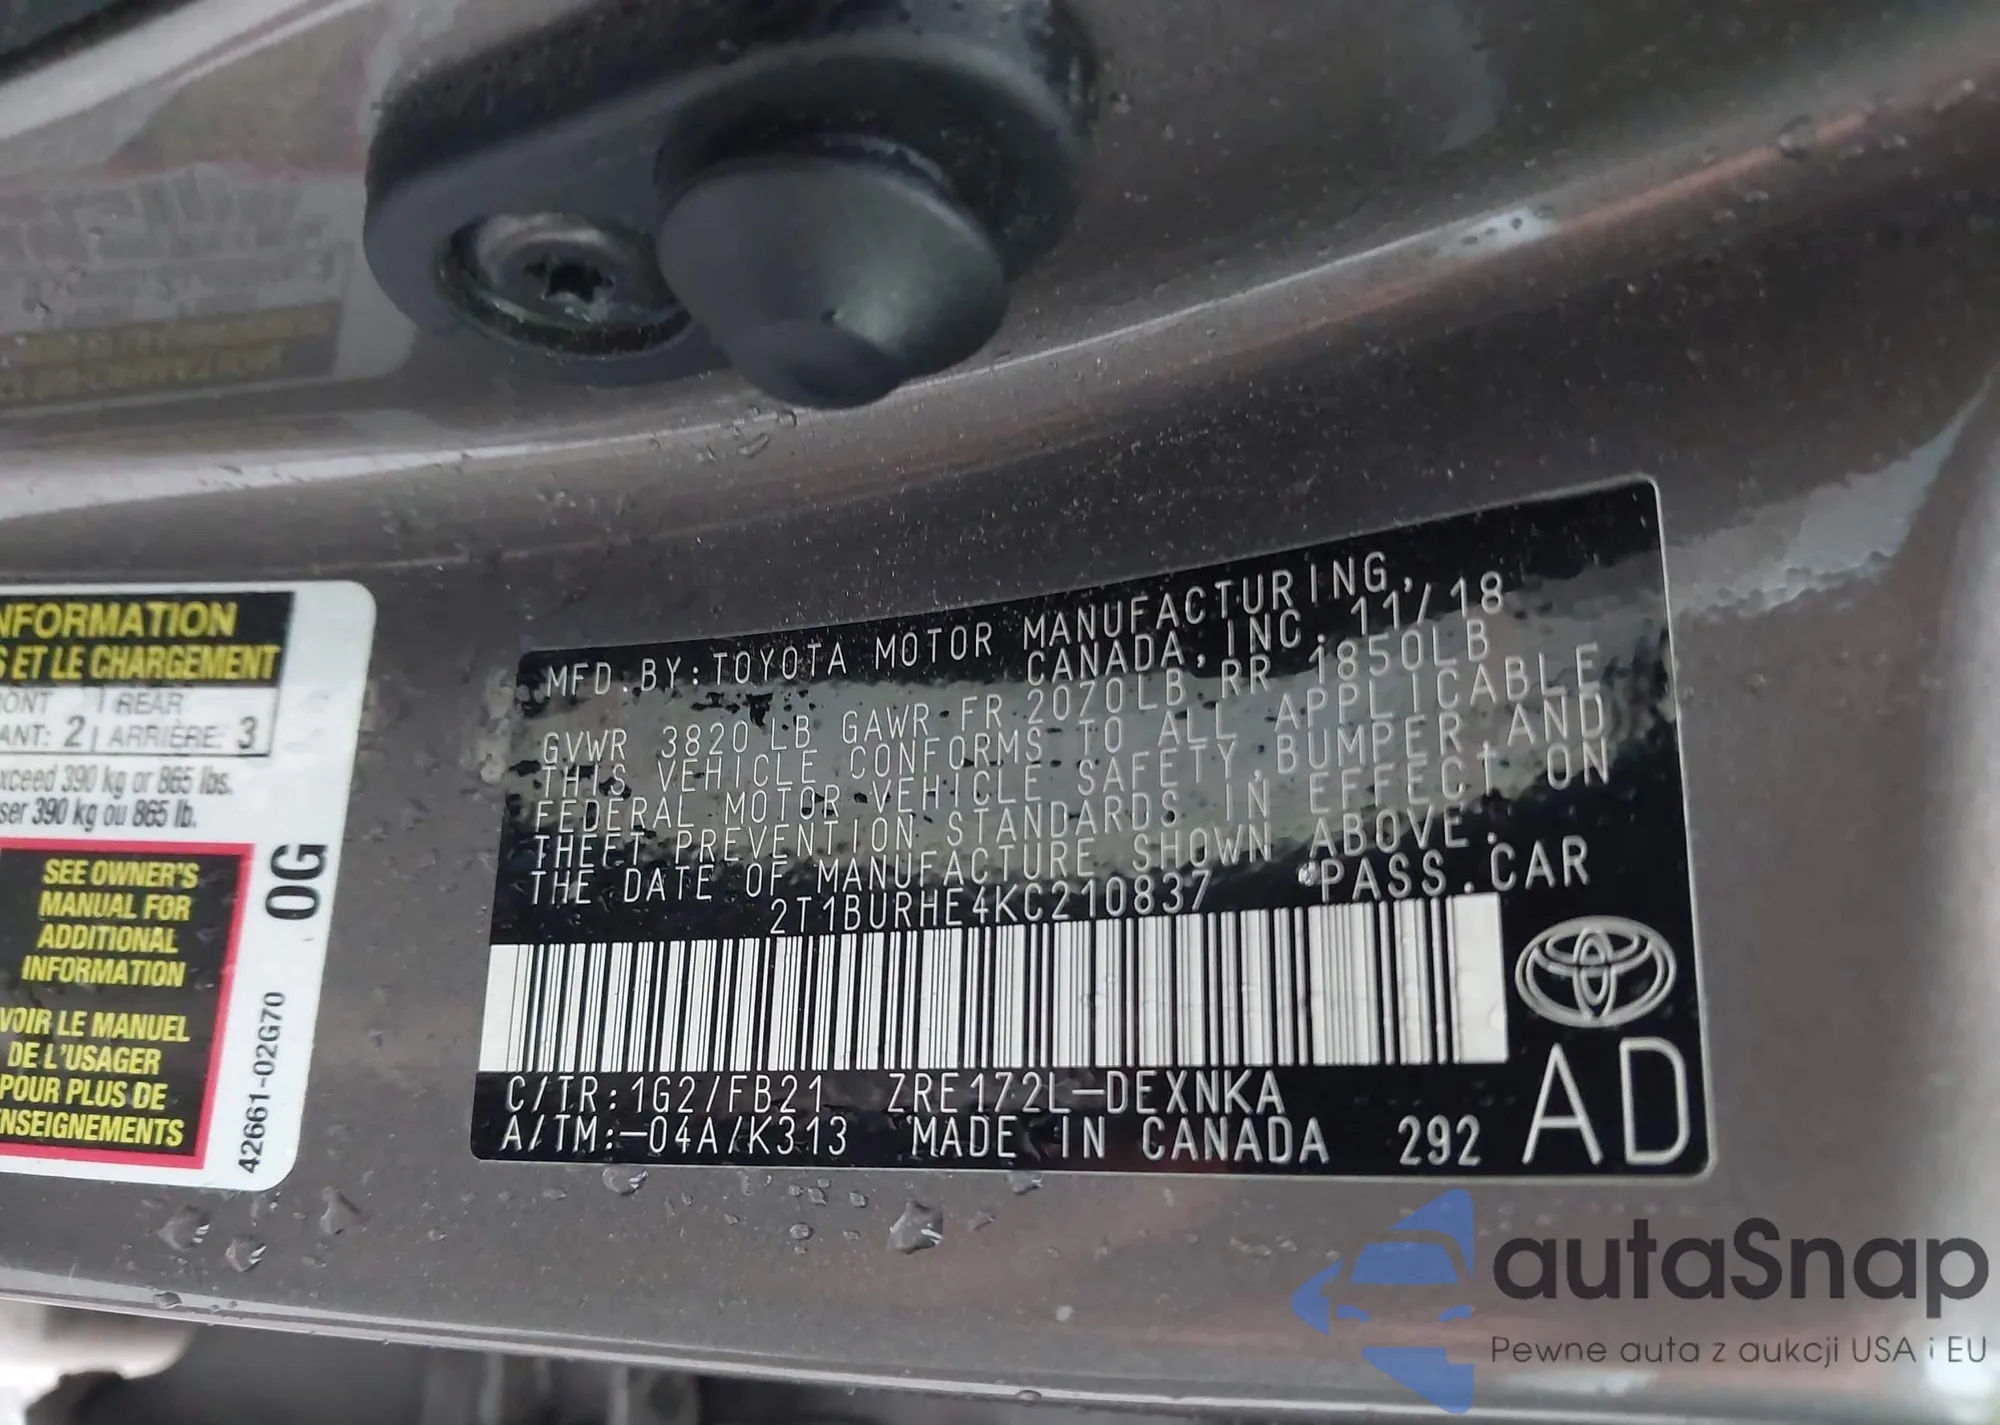 NFORMATION
S ET LE CHARGEMENT
ONT | REAR
ANT: 2 | ARRIÈRE: 3
xceed 390 kg or 865 lbs.
ser 390 kg ou 865 lb.
SEE OWNER'S
MANUAL FOR
ADDITIONAL
INFORMATION
VOIR LE MANUEL
DE L'USAGER
POUR PLUS DE
NSEIGNEMENTS
0G
42661-02G70
MFD.BY:TOYOTA MOTOR MANUFACTURING,
CANADA,INC. 11/18
GVWR 3820 LB GAWR FR 2070LB RR 1850LB
THIS VEHICLE CONFORMS TO ALL APPLICABLE
FEDERAL MOTOR VEHICLE SAFETY,BUMPER,AND
THEFT PREVENTION STANDARDS IN EFFECT ON
THE DATE OF MANUFACTURE SHOWN ABOVE.
2T1BURHE4KC210837 PASS.CAR
C/TR:1G2/FB21 ZRE172L-DEXNKA
A/TM:-04A/K313 MADE IN CANADA 292
AD
autaSnap
Pewne auta z aukcji USA i EU